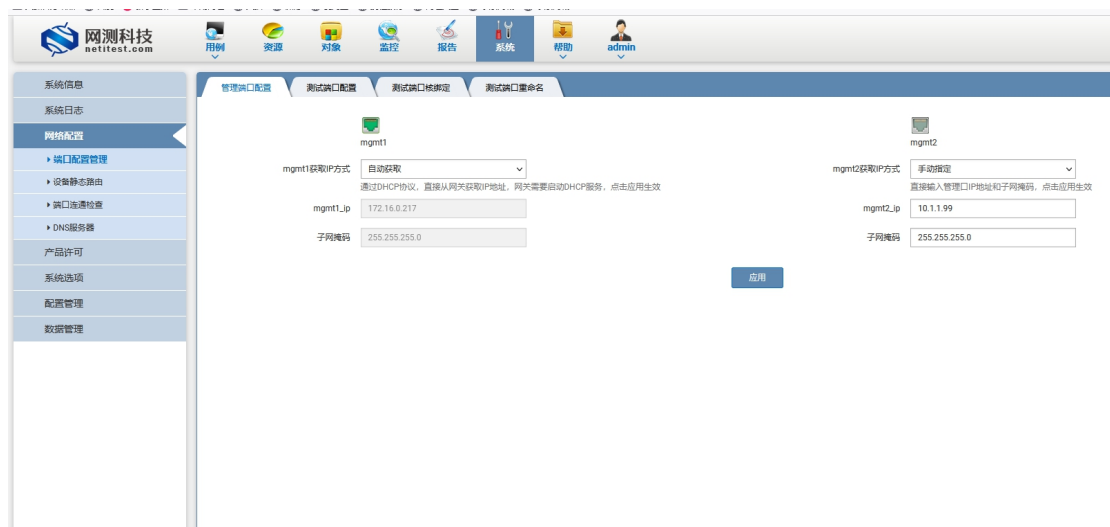 网测科技
netitest.com
用例
资源
对象
监控
报告
系统
帮助
admin
系统信息
系统日志
网络配置
端口配置管理
设备静态路由
端口连通检查
DNS服务器
产品许可
系统选项
配置管理
数据管理
管理端口配置
测试端口配置
测试端口核绑定
测试端口重命名
mgmt1
mgmt2
mgmt1获取IP方式 自动获取
mgmt2获取IP方式 手动指定
通过DHCP协议，直接从网关获取IP地址，网关需要启动DHCP服务，点击应用生效
直接输入管理口IP地址和子网掩码，点击应用生效
mgmt1_ip 172.16.0.217
mgmt2_ip 10.1.1.99
子网掩码 255.255.255.0
子网掩码 255.255.255.0
应用